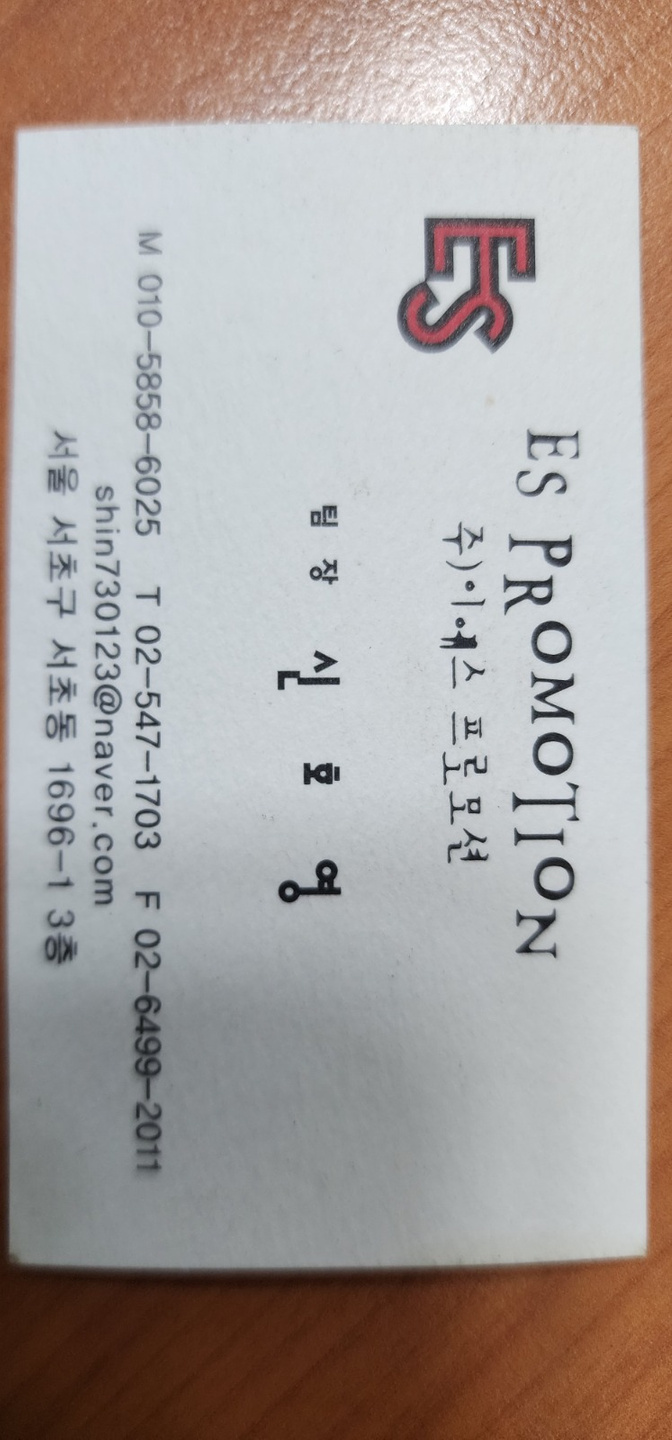 ES
ES PROMOTION
주)이에스 프로모션
팀장 신호영
M 010-5858-6025 T 02-547-1703 F 02-6499-2011
shin730123@naver.com
서울 서초구 서초동 1696-1 3층